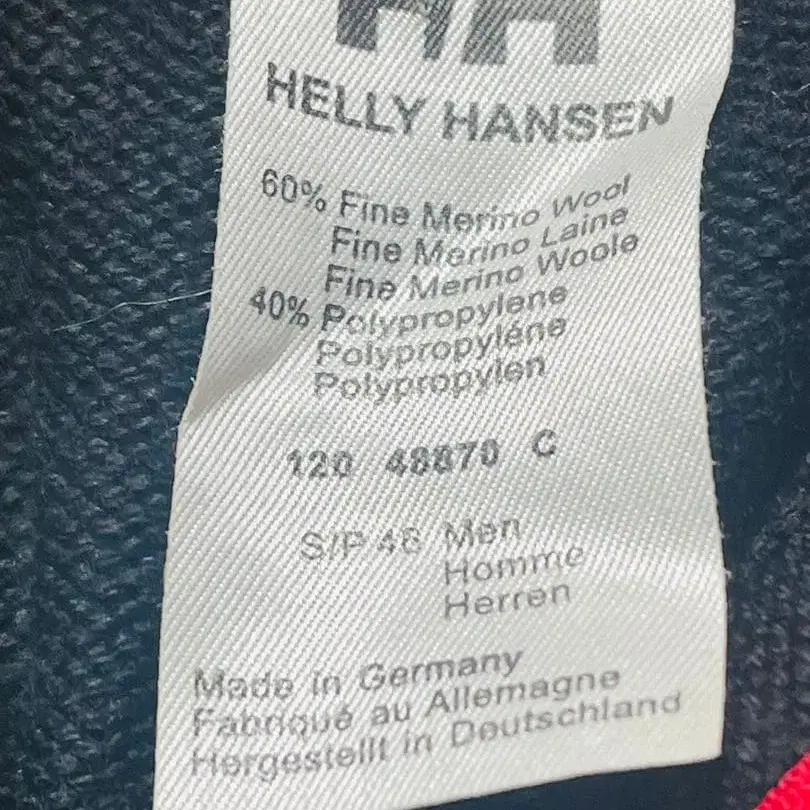 HH
HELLY HANSEN
60% Fine Merino Wool
Fine Merino Laine
Fine Merino Woole
40% Polypropylene
Polypropyléne
Polypropylen
120 48870 C
S/P 46 Men
Homme
Herren
Made in Germany
Fabriqué au Allemagne
Hergestellt in Deutschland